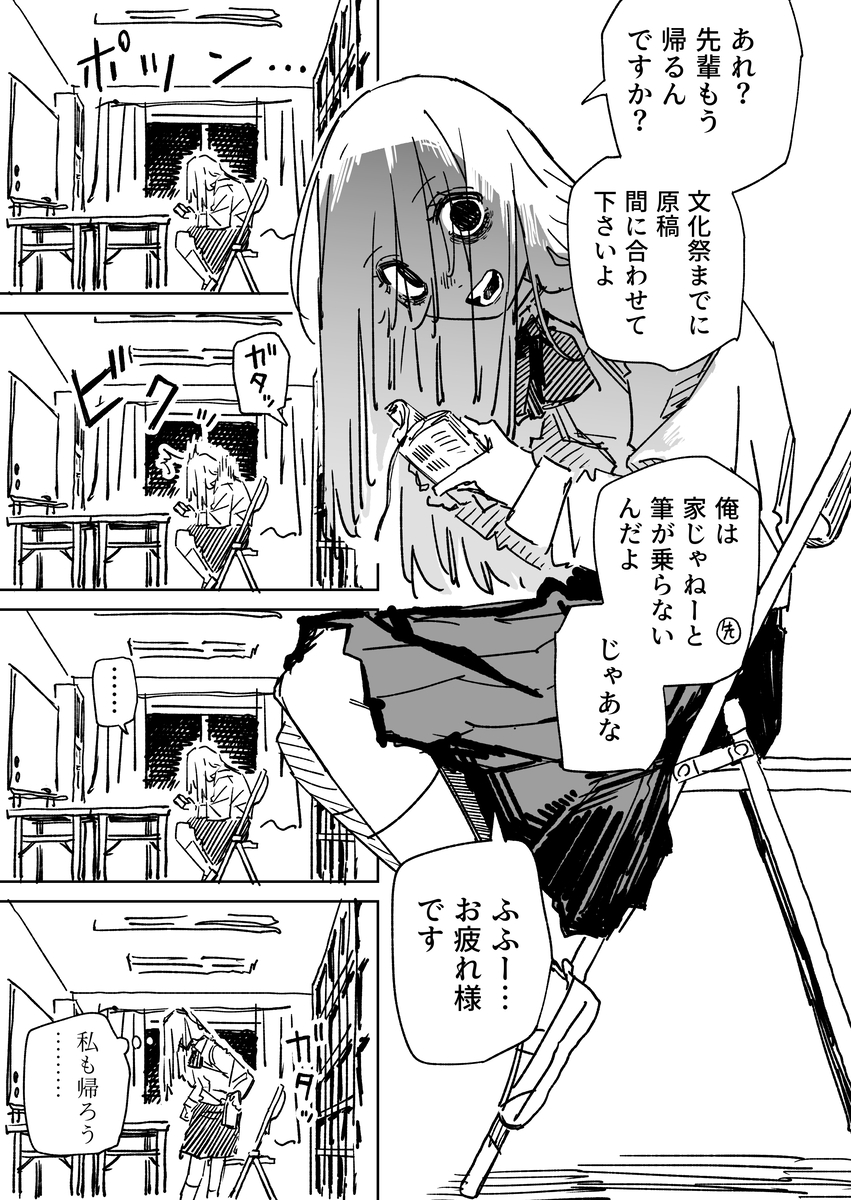 あれ?
先輩もう
帰るん
ですか?
文化祭までに
原稿
間に合わせて
下さいよ
俺は
家じゃねーと
筆が乗らない
んだよ
じゃあな
先
ふふー…
お疲れ様
です
ポツン…
ガタッ
ビクッ
……
ガタッ
私も帰ろう
………